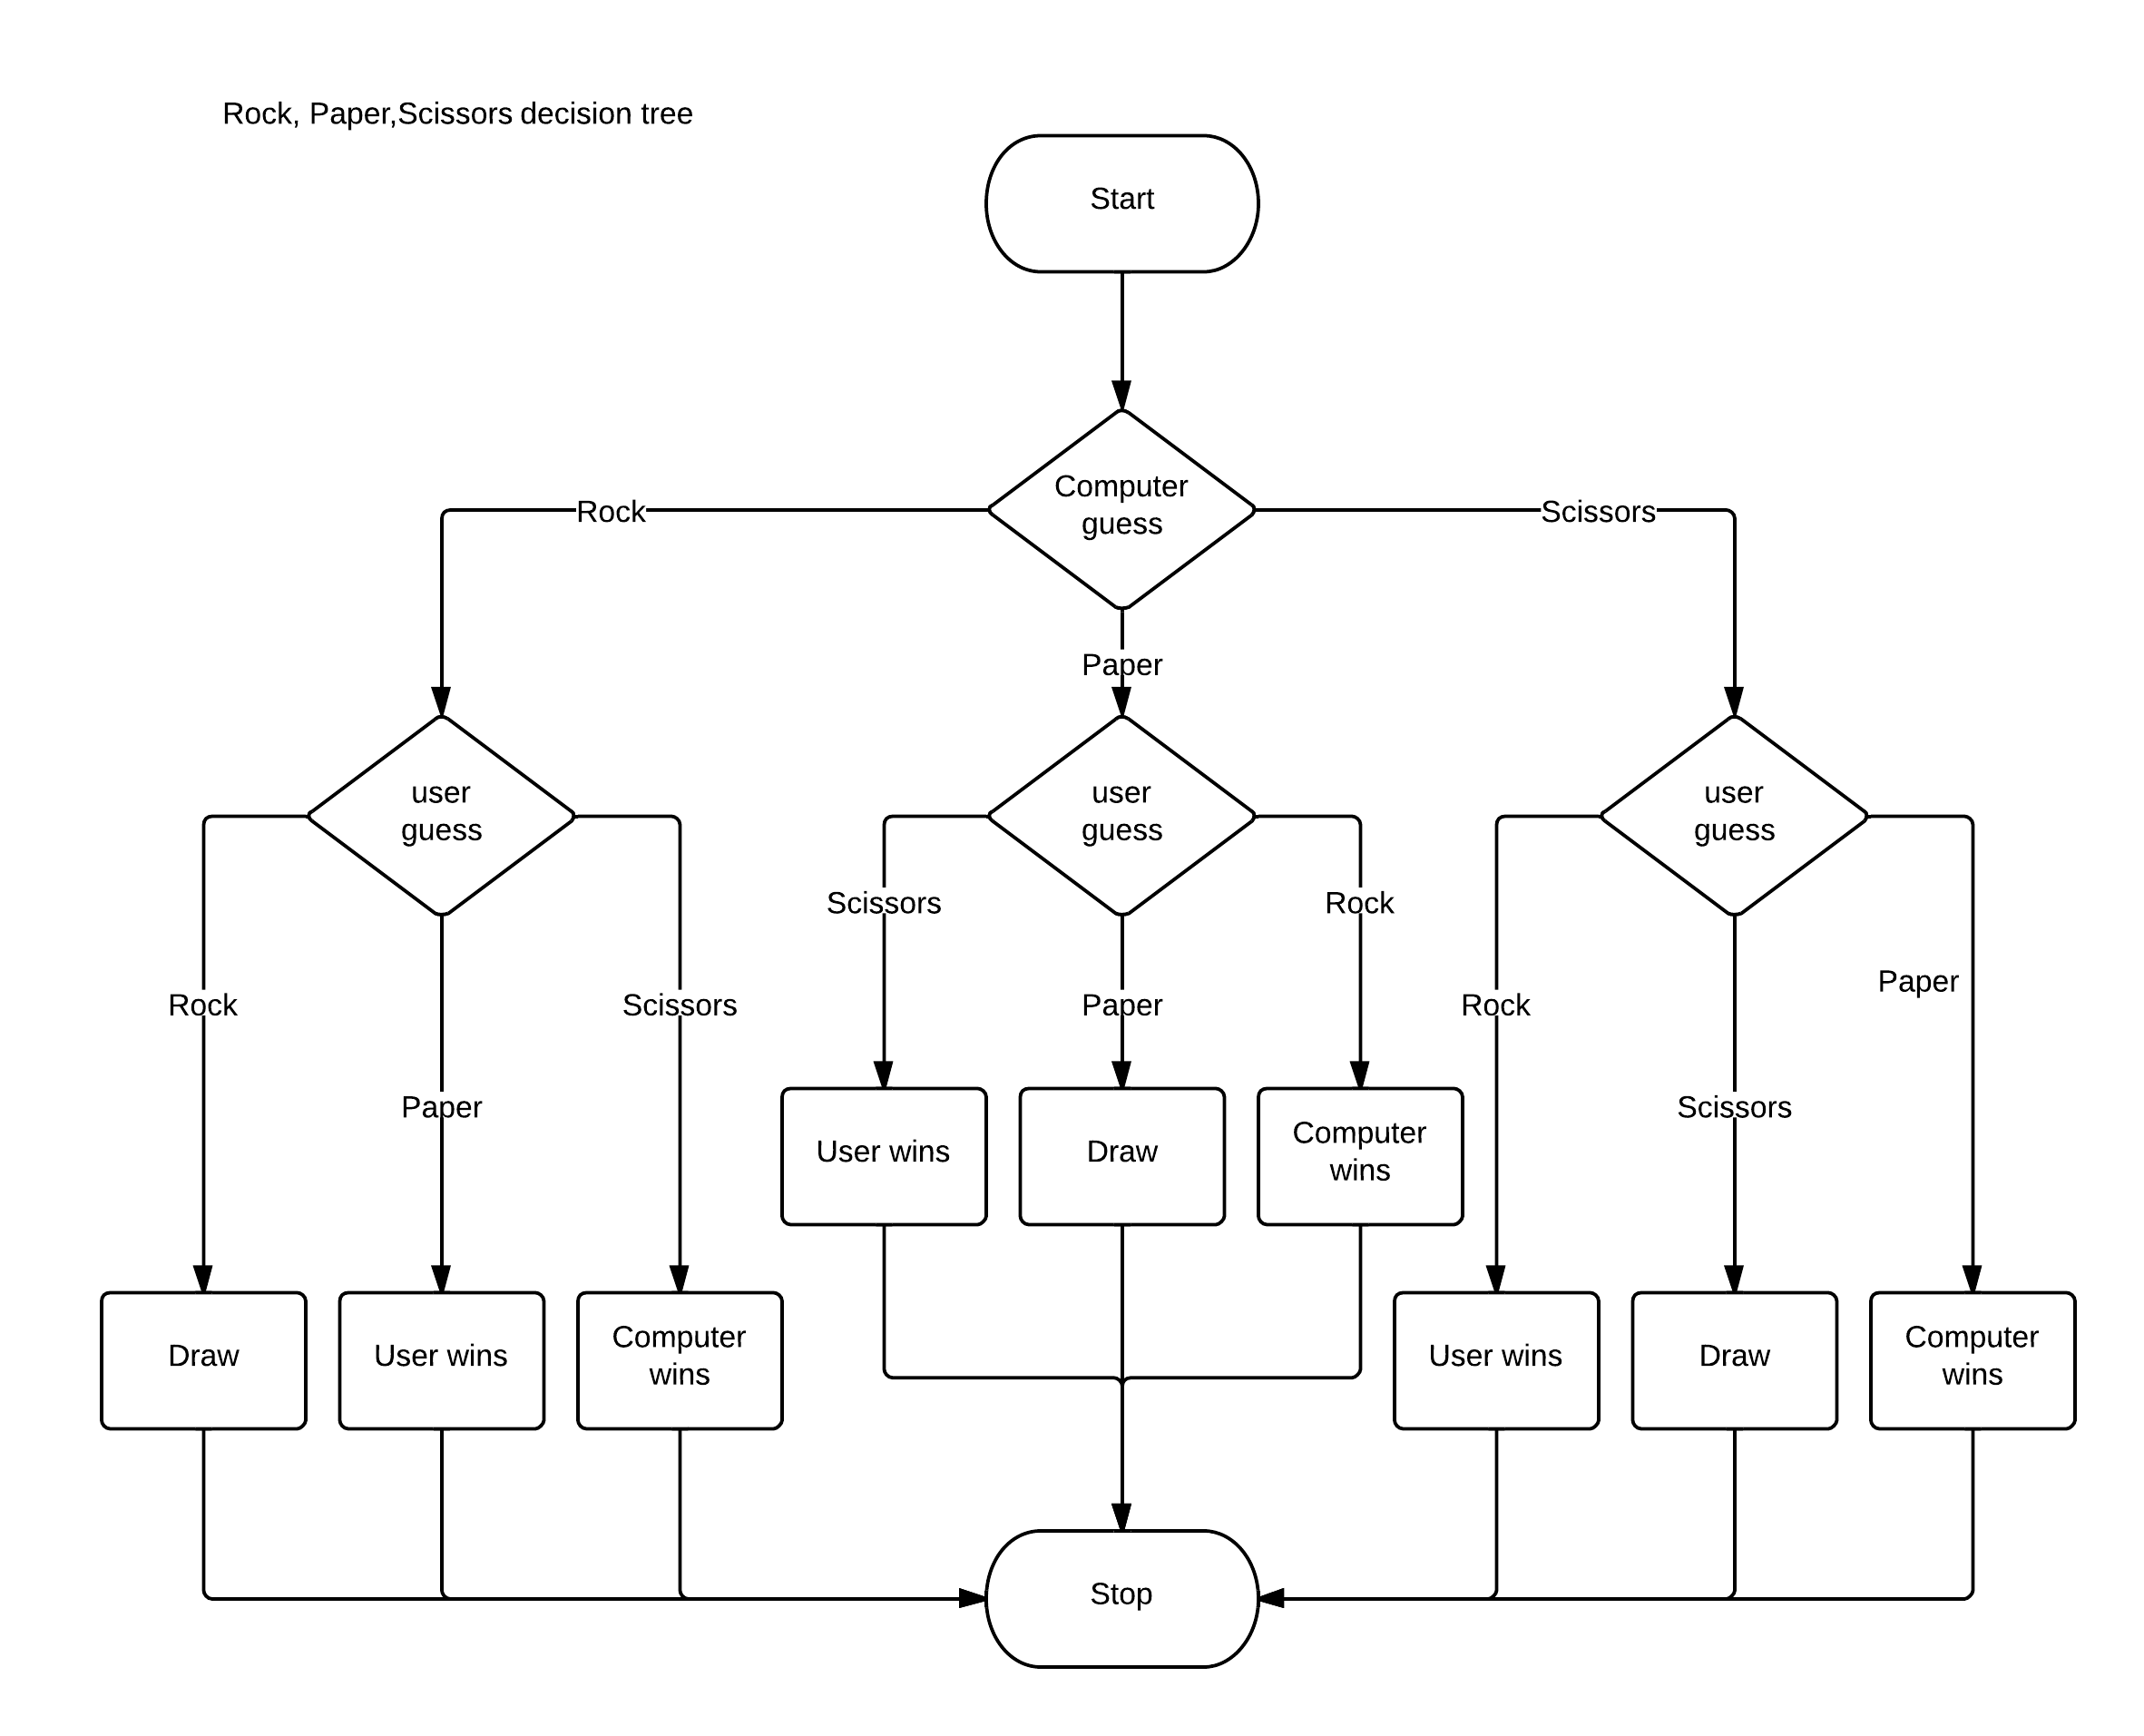 Rock, Paper,Scissors decision tree
Start
Computer
guess
Rock
Scissors
Paper
user
guess
user
guess
user
guess
Scissors
Rock
Paper
Rock
Scissors
Paper
Rock
Paper
Scissors
User wins
Draw
Computer
wins
Draw
User wins
Computer
wins
User wins
Draw
Computer
wins
Stop